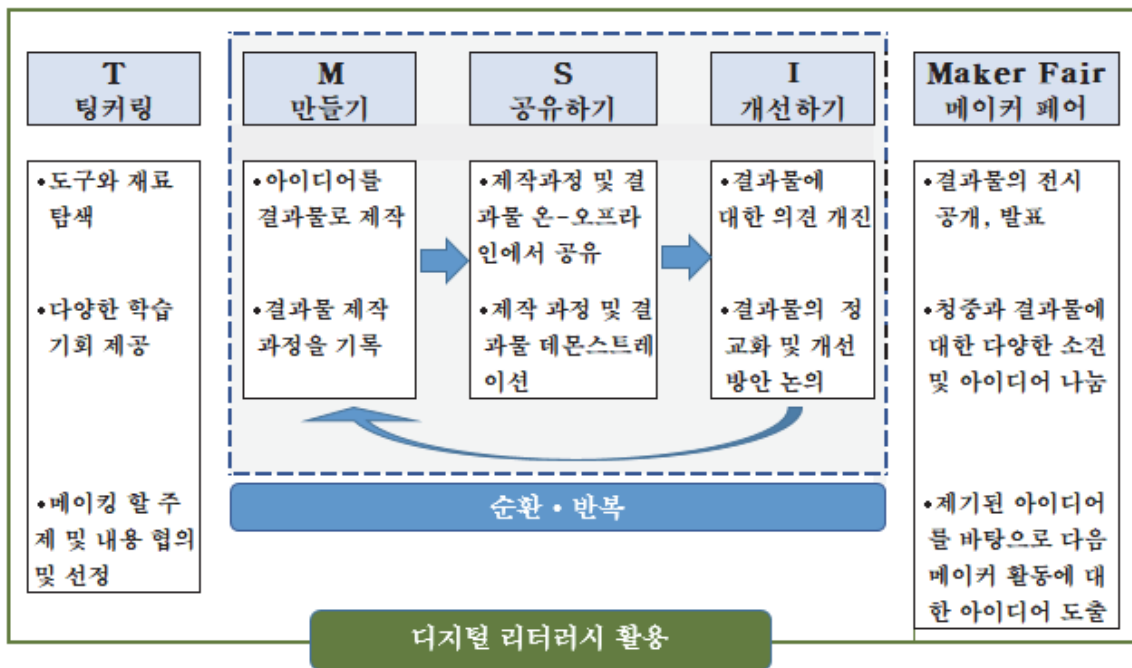 T
팅커링
M
만들기
S
공유하기
I
개선하기
Maker Fair
메이커 페어
•도구와 재료
탐색
•다양한 학습
기회 제공
•메이킹 할 주
제 및 내용 협의
및 선정
•아이디어를
결과물로 제작
•결과물 제작
과정을 기록
•제작과정 및 결
과물 온-오프라
인에서 공유
•제작 과정 및 결
과물 데몬스트레
이션
•결과물에
대한 의견 개진
•결과물의 정
교화 및 개선
방안 논의
•결과물의 전시
공개, 발표
•청중과 결과물에
대한 다양한 소견
및 아이디어 나눔
•제기된 아이디어
를 바탕으로 다음
메이커 활동에 대
한 아이디어 도출
순환・반복
디지털 리터러시 활용